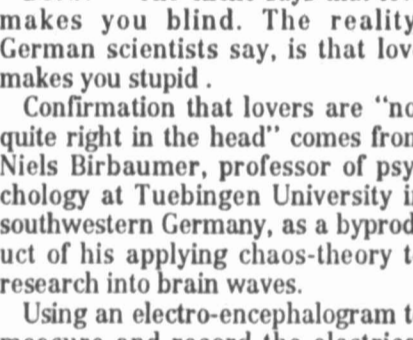 makes you blind. The reality
German scientists say, is that lov
makes you stupid .
Confirmation that lovers are “no
quite right in the head” comes from
Niels Birbaumer, professor of psy
chology at Tuebingen University i
southwestern Germany, as a byprod
uct of his applying chaos-theory t
research into brain waves.
Using an electro-encephalogram t